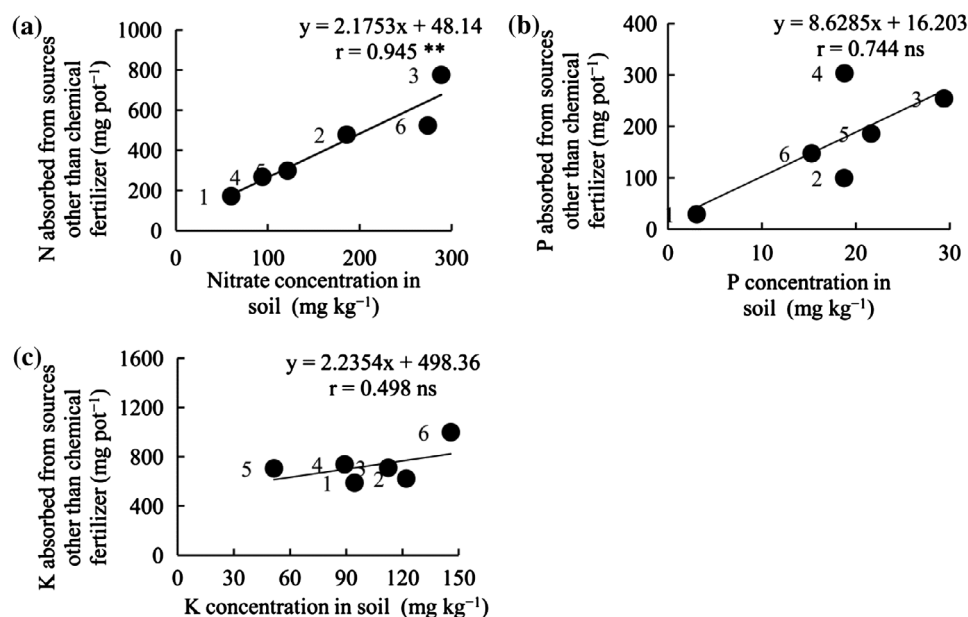 (a)
y = 2.1753x + 48.14
r = 0.945 **
N absorbed from sources
other than chemical
fertilizer (mg pot⁻¹)
1000
800
600
400
200
0
3
2
6
5
4
1
0
100
200
300
Nitrate concentration in
soil (mg kg⁻¹)
(b)
y = 8.6285x + 16.203
r = 0.744 ns
P absorbed from sources
other than chemical
fertilizer (mg pot⁻¹)
400
300
200
100
0
4
3
5
6
2
1
0
10
20
30
P concentration in
soil (mg kg⁻¹)
(c)
y = 2.2354x + 498.36
r = 0.498 ns
K absorbed from sources
other than chemical
fertilizer (mg pot⁻¹)
1600
1200
800
400
0
6
5
4
3
1
2
0
30
60
90
120
150
K concentration in soil (mg kg⁻¹)